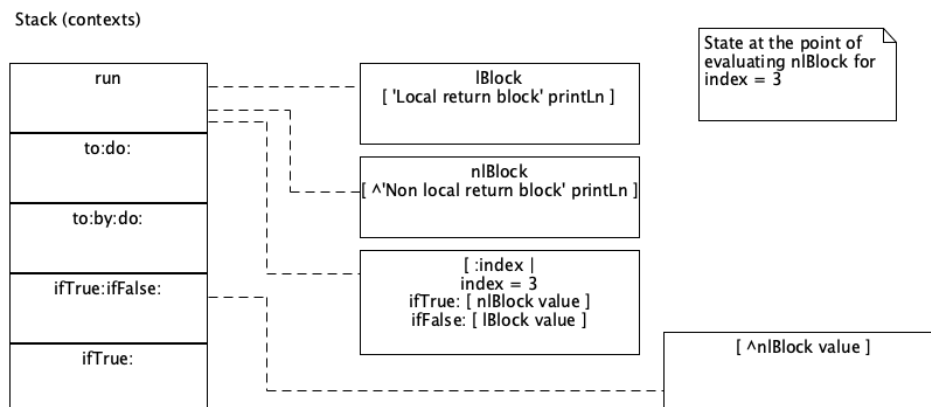 Stack (contexts)
State at the point of
evaluating nlBlock for
index = 3
run
lBlock
[ 'Local return block' printLn ]
to:do:
nlBlock
[ ^'Non local return block' printLn ]
to:by:do:
[ :index |
index = 3
ifTrue: [ nlBlock value ]
ifFalse: [ lBlock value ]
ifTrue:ifFalse:
ifTrue:
[ ^nlBlock value ]